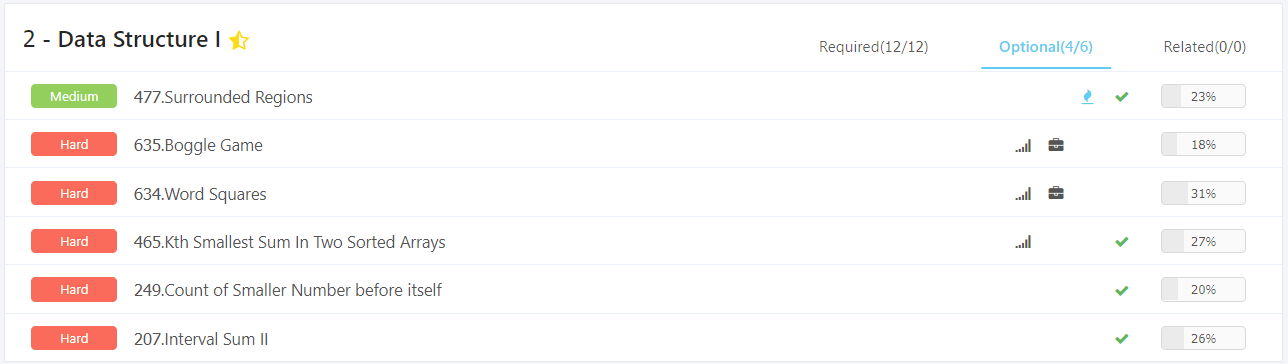 2 - Data Structure I Required(12/12) Optional(4/6) Related(0/0)
Medium 477.Surrounded Regions 23%
Hard 635.Boggle Game 18%
Hard 634.Word Squares 31%
Hard 465.Kth Smallest Sum In Two Sorted Arrays 27%
Hard 249.Count of Smaller Number before itself 20%
Hard 207.Interval Sum II 26%